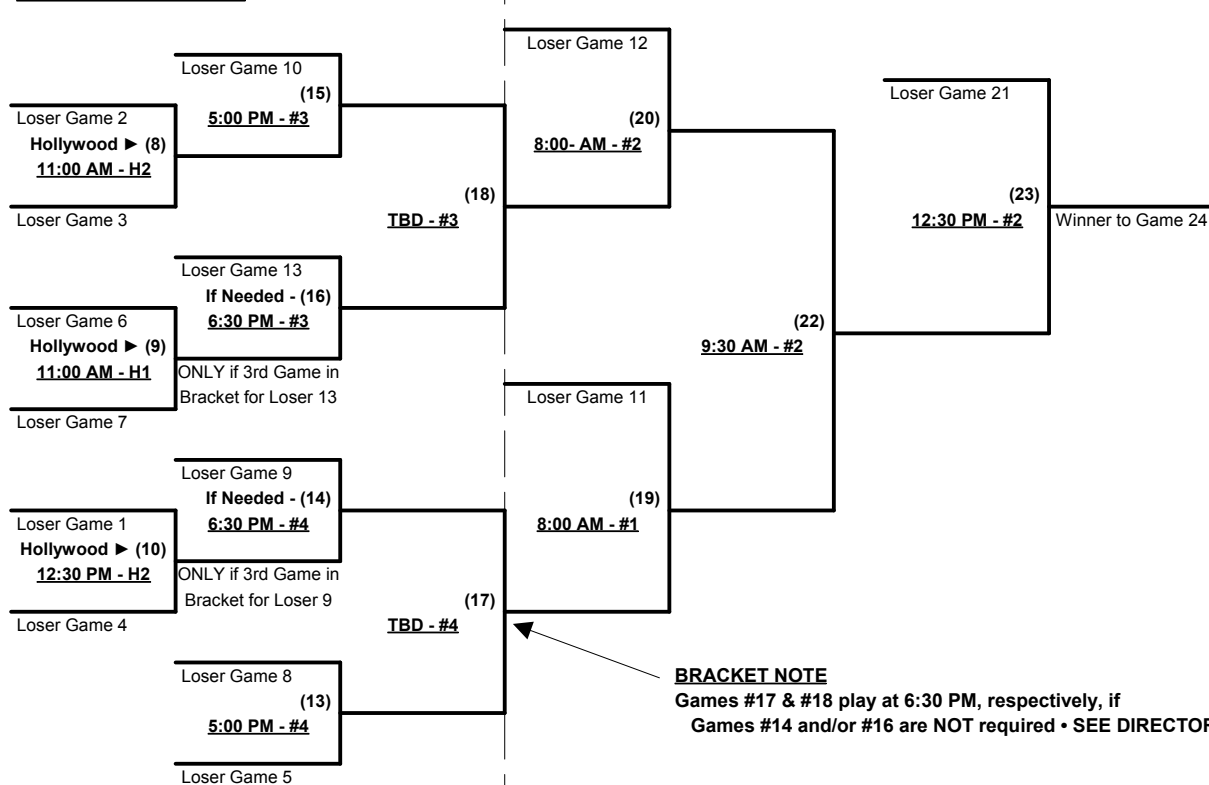 Loser Game 12
Loser Game 10
(15)
5:00 PM - #3
Loser Game 21
Loser Game 2
Hollywood ► (8)
11:00 AM - H2
(20)
8:00- AM - #2
Loser Game 3
(18)
TBD - #3
(23)
12:30 PM - #2
Winner to Game 24
Loser Game 13
If Needed - (16)
6:30 PM - #3
Loser Game 6
Hollywood ► (9)
11:00 AM - H1
ONLY if 3rd Game in
Bracket for Loser 13
(22)
9:30 AM - #2
Loser Game 7
Loser Game 11
Loser Game 9
If Needed - (14)
6:30 PM - #4
Loser Game 1
Hollywood ► (10)
12:30 PM - H2
ONLY if 3rd Game in
Bracket for Loser 9
(19)
8:00 AM - #1
Loser Game 4
(17)
TBD - #4
Loser Game 8
(13)
5:00 PM - #4
Loser Game 5
BRACKET NOTE
Games #17 & #18 play at 6:30 PM, respectively, if
Games #14 and/or #16 are NOT required • SEE DIRECTOR